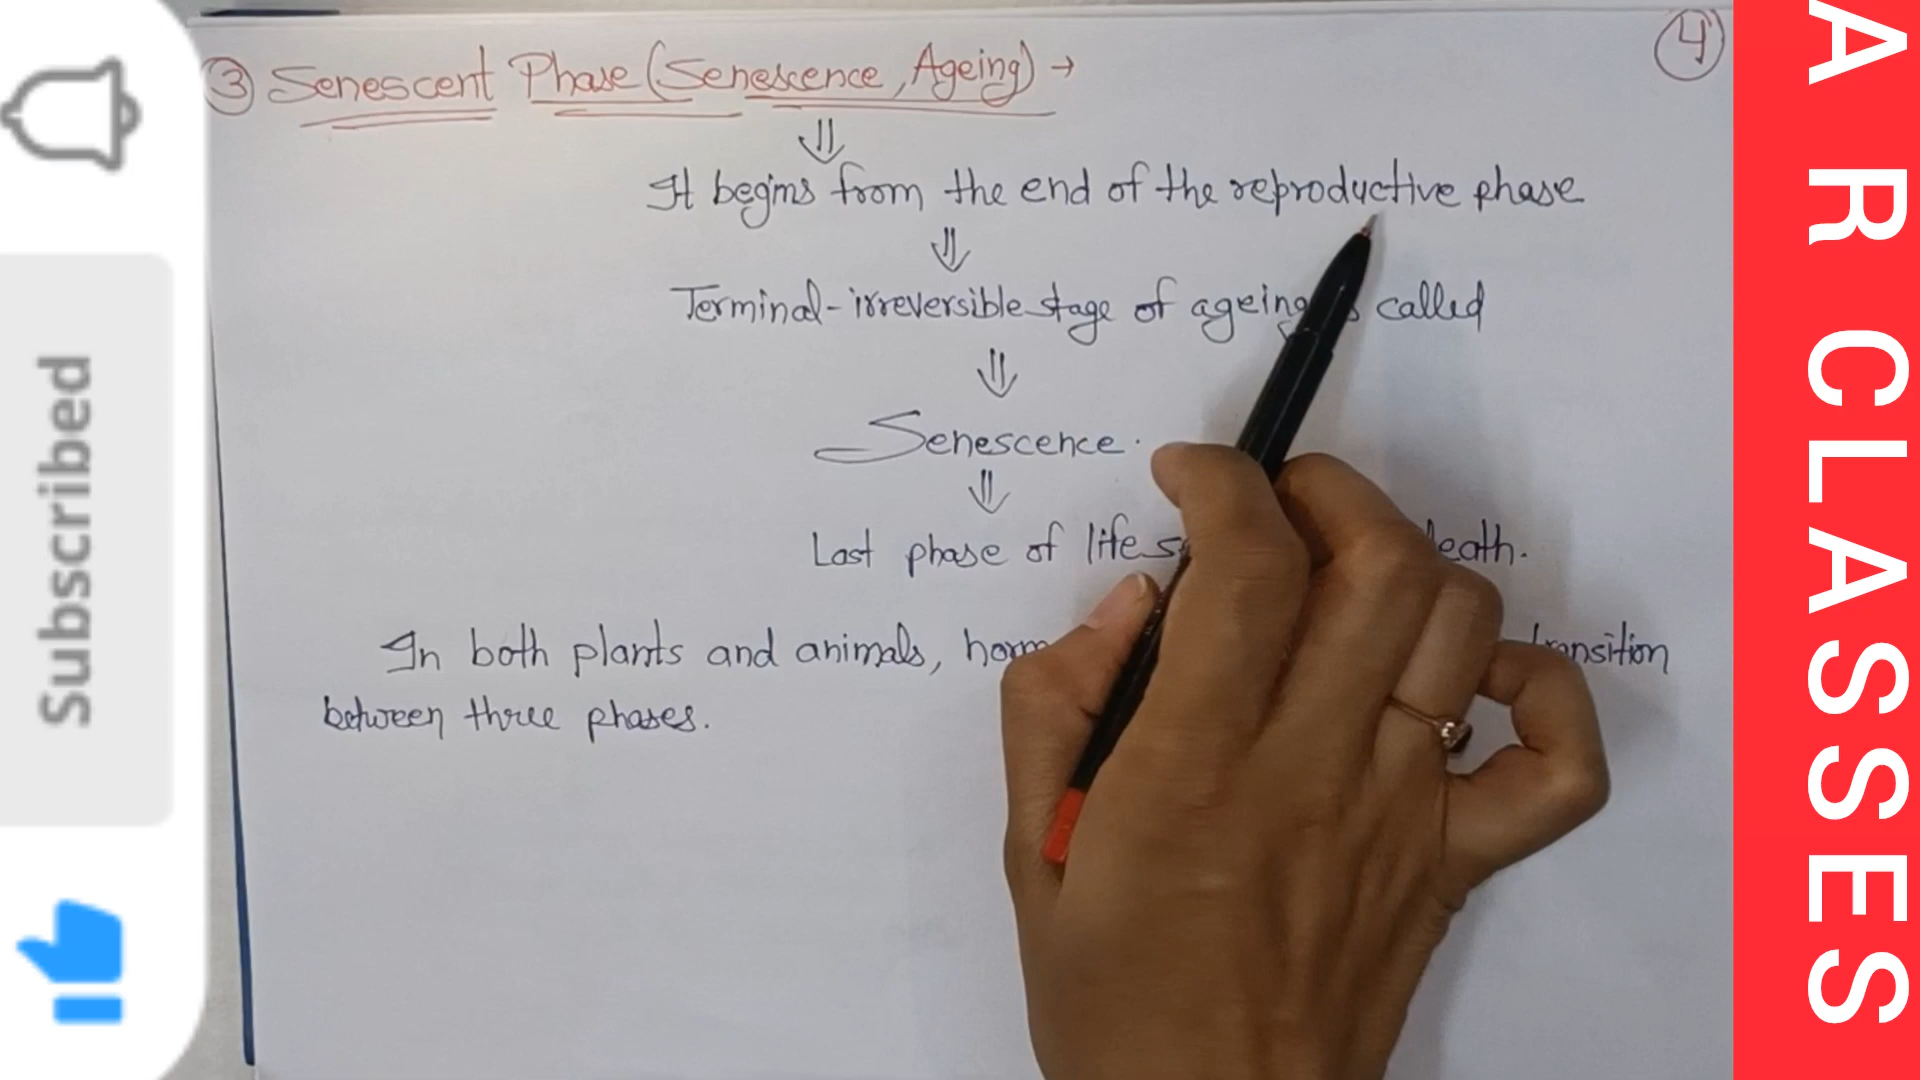 4
3 Senescent Phase (Senescence, Ageing) →
It begins from the end of the reproductive phase
Terminal-irreversible stage of ageing called
Senescence.
Last phase of life
In both plants and animals, transition
between three phases.
Subscribed
A R CLASSES